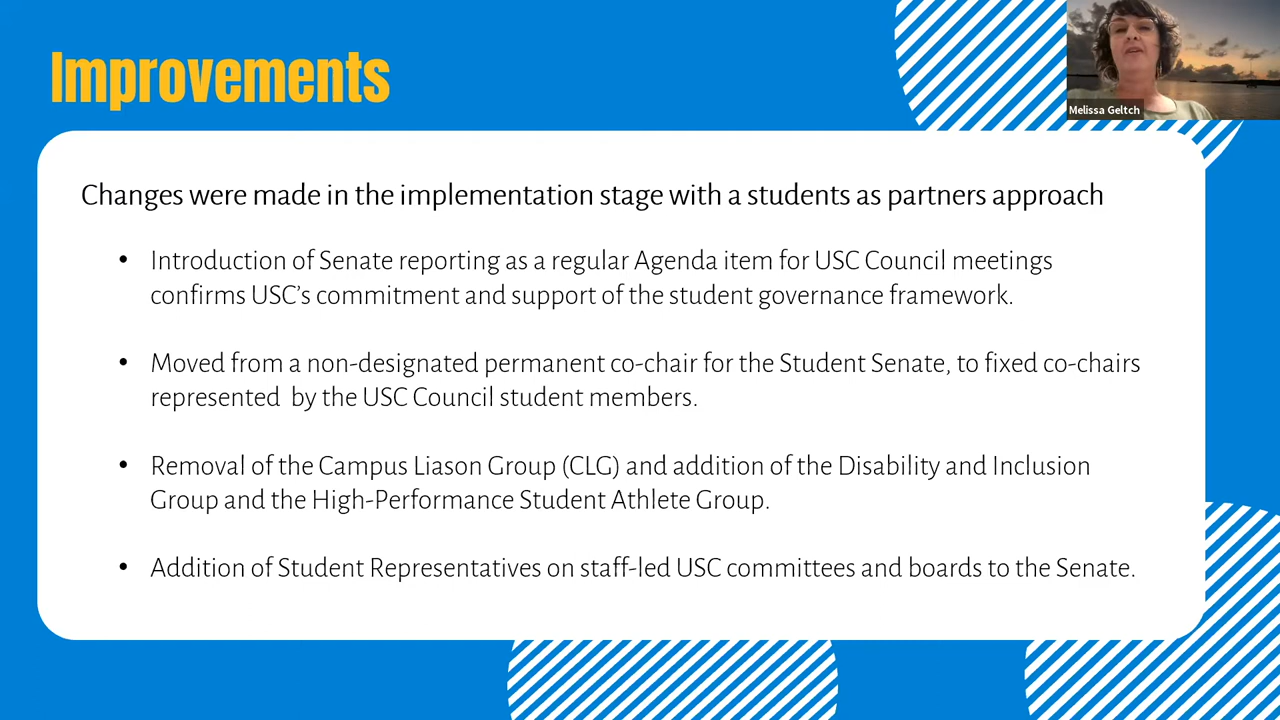 Improvements
Melissa Geltch
Changes were made in the implementation stage with a students as partners approach
• Introduction of Senate reporting as a regular Agenda item for USC Council meetings
confirms USC’s commitment and support of the student governance framework.
• Moved from a non-designated permanent co-chair for the Student Senate, to fixed co-chairs
represented  by the USC Council student members.
• Removal of the Campus Liason Group (CLG) and addition of the Disability and Inclusion
Group and the High-Performance Student Athlete Group.
• Addition of Student Representatives on staff-led USC committees and boards to the Senate.